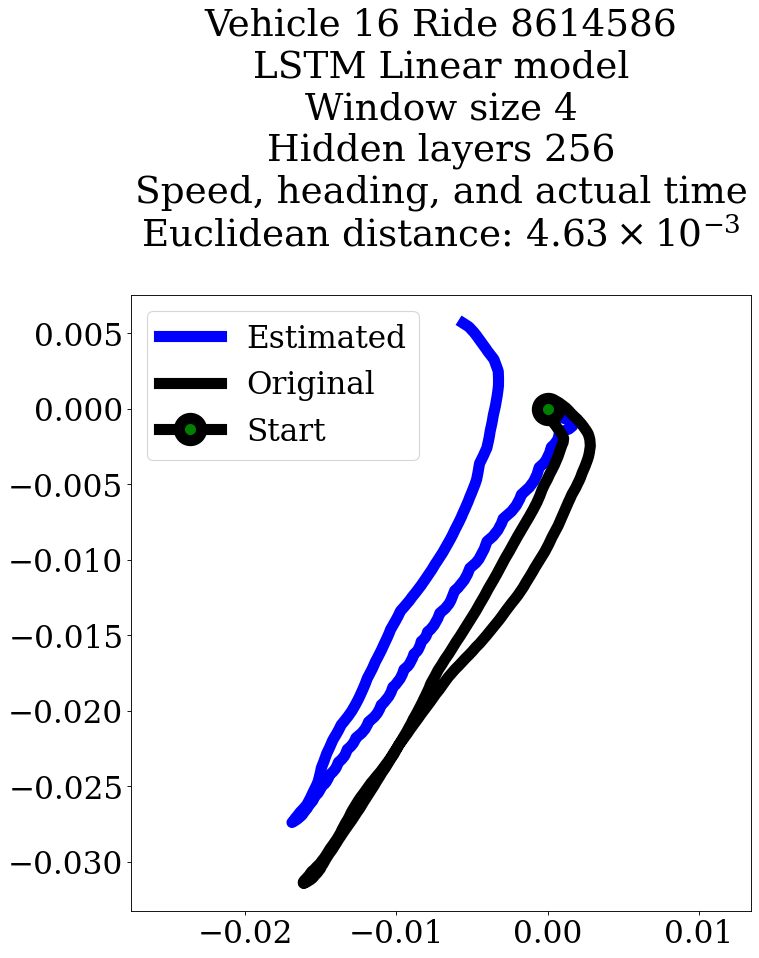 Vehicle 16 Ride 8614586
LSTM Linear model
Window size 4
Hidden layers 256
Speed, heading, and actual time
Euclidean distance: 4.63 × 10⁻³
Estimated
Original
Start
0.005
0.000
−0.005
−0.010
−0.015
−0.020
−0.025
−0.030
−0.02 −0.01 0.00 0.01